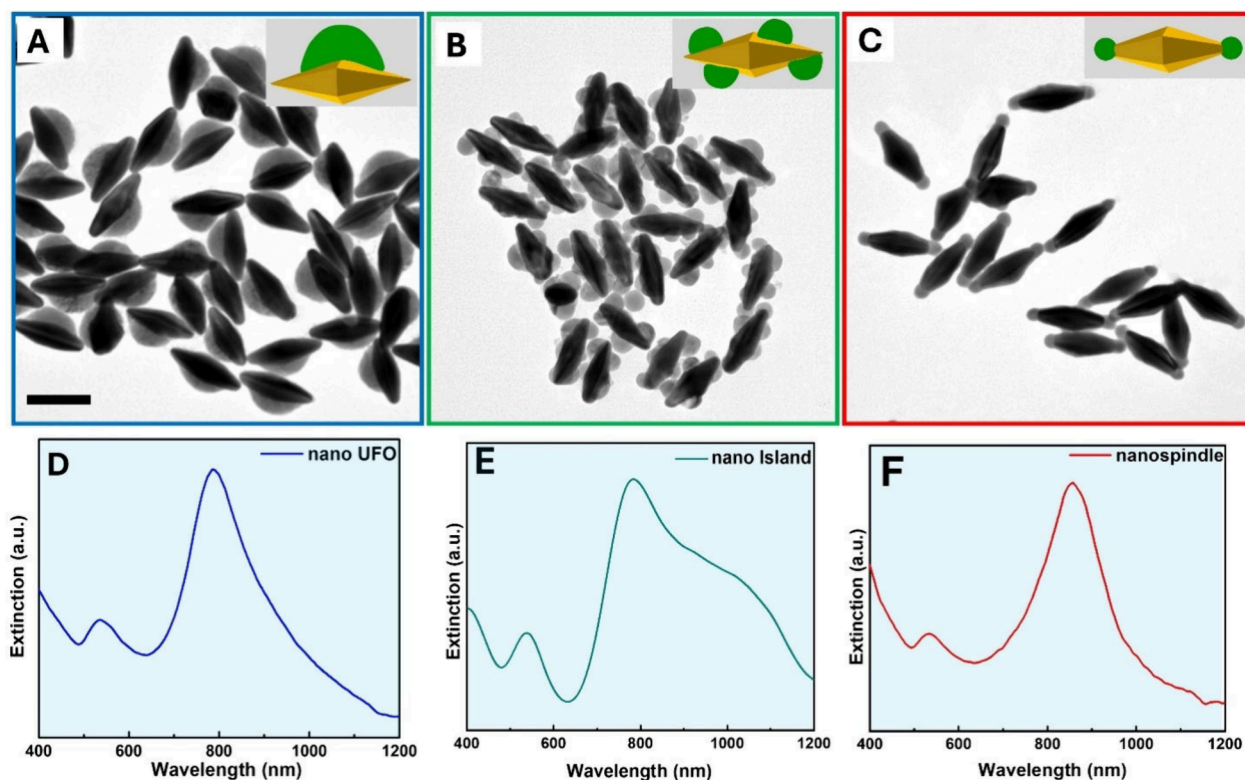 A
B
C
D
nano UFO
Extinction (a.u.)
400 600 800 1000 1200
Wavelength (nm)
E
nano Island
Extinction (a.u.)
400 600 800 1000 1200
Wavelength (nm)
F
nanospindle
Extinction (a.u.)
400 600 800 1000 1200
Wavelength (nm)